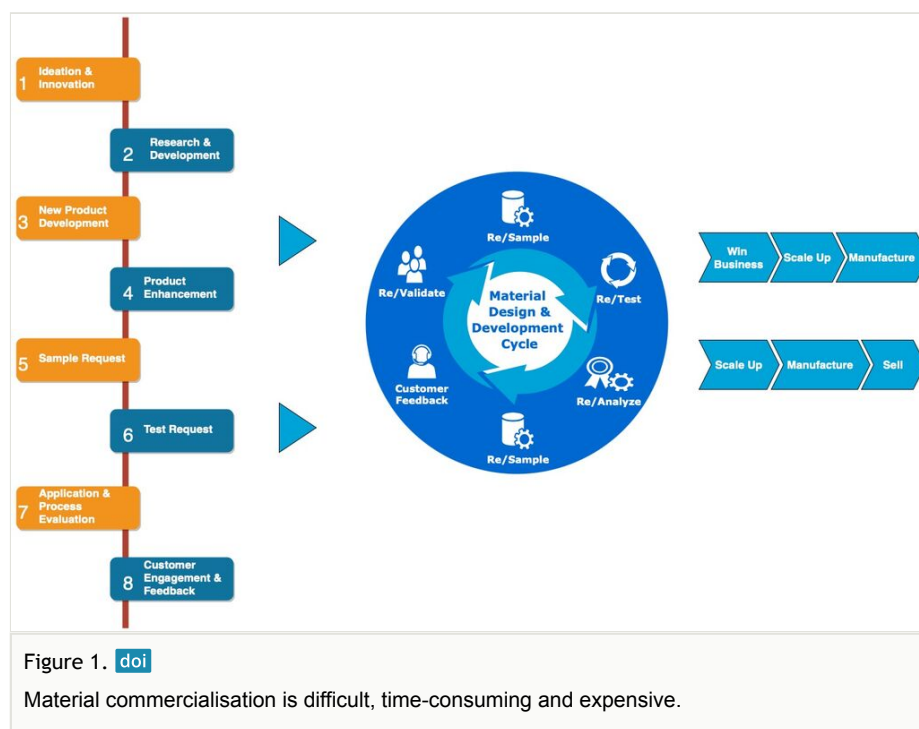 1
Ideation &
Innovation
2
Research &
Development
3
New Product
Development
4
Product
Enhancement
5
Sample Request
6
Test Request
7
Application &
Process
Evaluation
8
Customer
Engagement &
Feedback
Re/Sample
Re/Test
Re/Analyze
Re/Sample
Customer
Feedback
Re/Validate
Material
Design &
Development
Cycle
Win
Business
Scale Up
Manufacture
Scale Up
Manufacture
Sell
Figure 1. doi
Material commercialisation is difficult, time-consuming and expensive.